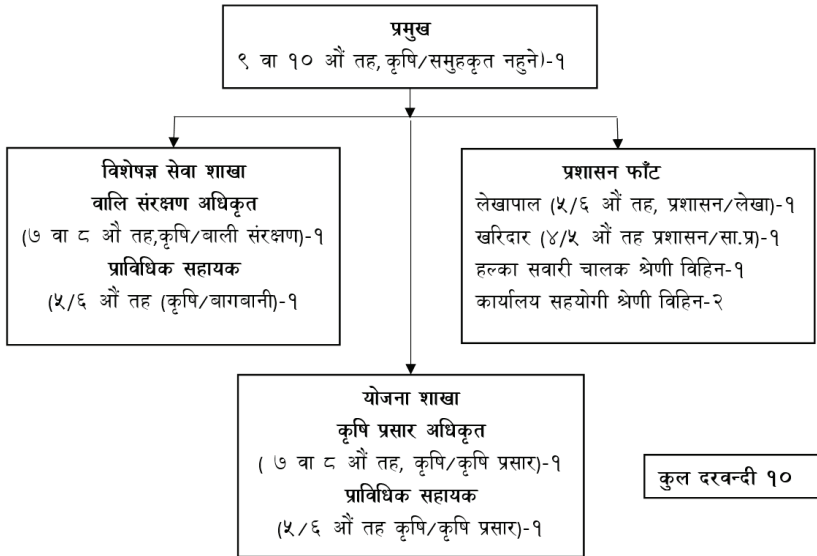 प्रमुख
९ वा १० औं तह, कृषि/समुहकृत नहुने)-१
विशेषज्ञ सेवा शाखा
वालि संरक्षण अधिकृत
(७ वा ८ औ तह,कृषि/बाली संरक्षण)-१
प्राविधिक सहायक
(५/६ औं तह (कृषि/बागबानी)-१
प्रशासन फाँट
लेखापाल (५/६ औं तह, प्रशासन/लेखा)-१
खरिदार (४/५ औं तह प्रशासन/सा.प्र)-१
हल्का सवारी चालक श्रेणी विहिन-१
कार्यालय सहयोगी श्रेणी विहिन-२
योजना शाखा
कृषि प्रसार अधिकृत
( ७ वा ८ औं तह, कृषि/कृषि प्रसार)-१
प्राविधिक सहायक
(५/६ औं तह कृषि/कृषि प्रसार)-१
कुल दरवन्दी १०